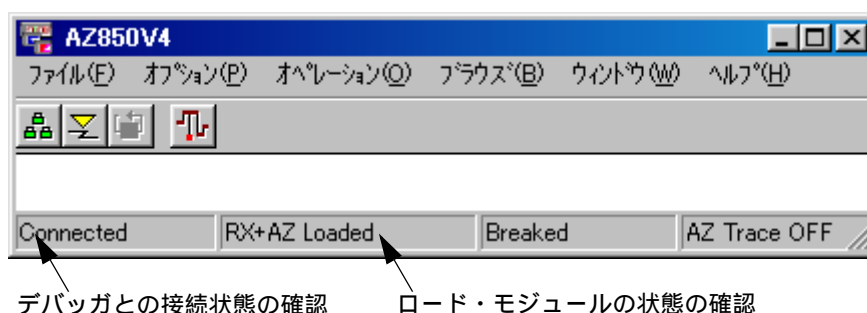 AZ850V4
ファイル(F) オプション(P) オペレーション(O) ブラウズ(B) ウィンドウ(W) ヘルプ(H)
Connected RX+AZ Loaded Breaked AZ Trace OFF
デバッガとの接続状態の確認 ロード・モジュールの状態の確認